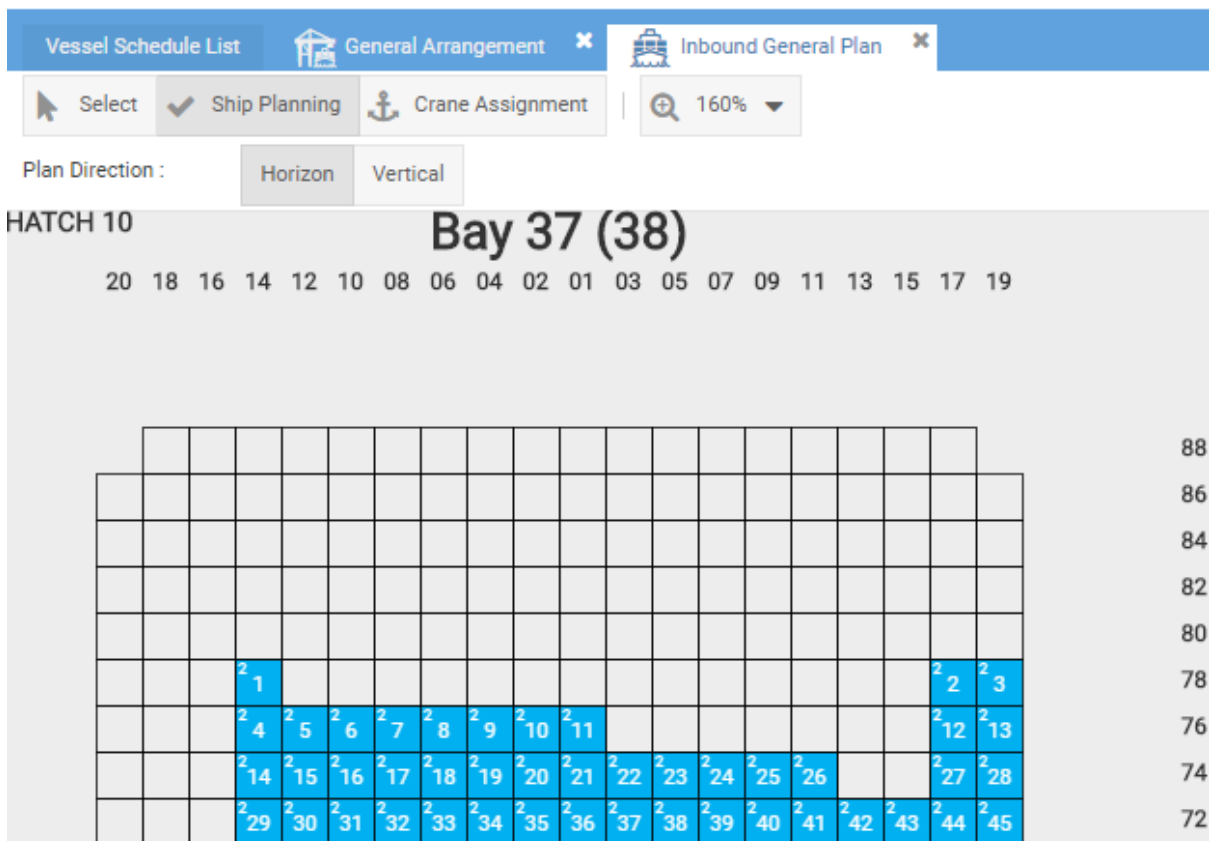 Vessel Schedule List General Arrangement Inbound General Plan
Select Ship Planning Crane Assignment 160%
Plan Direction : Horizon Vertical
HATCH 10 Bay 37 (38)
20 18 16 14 12 10 08 06 04 02 01 03 05 07 09 11 13 15 17 19
88
86
84
82
80
2 1 2 2 2 3 78
2 4 2 5 2 6 2 7 2 8 2 9 2 10 2 11 2 12 2 13 76
2 14 2 15 2 16 2 17 2 18 2 19 2 20 2 21 2 22 2 23 2 24 2 25 2 26 2 27 2 28 74
2 29 2 30 2 31 2 32 2 33 2 34 2 35 2 36 2 37 2 38 2 39 2 40 2 41 2 42 2 43 2 44 2 45 72